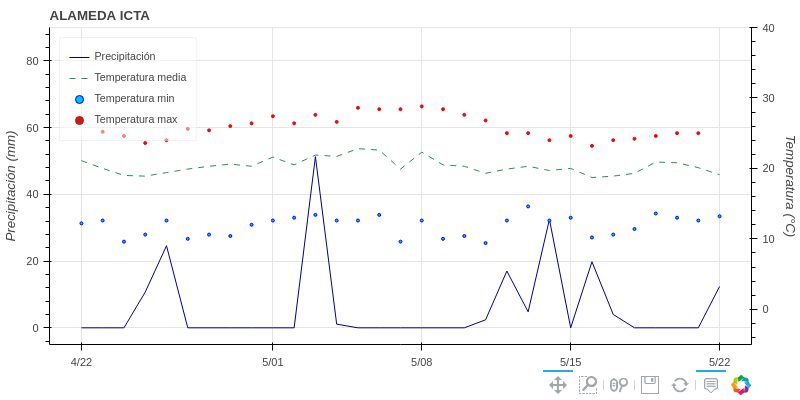 ALAMEDA ICTA
Precipitación
Temperatura media
Temperatura min
Temperatura max
Precipitación (mm)
80
60
40
20
0
Temperatura (°C)
40
30
20
10
0
4/22
5/01
5/08
5/15
5/22